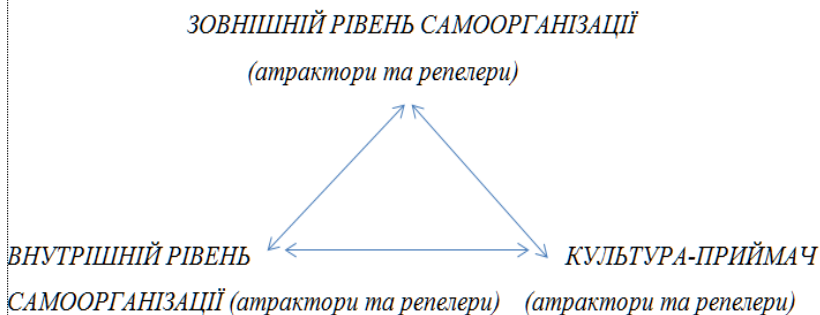 ЗОВНІШНІЙ РІВЕНЬ САМООРГАНІЗАЦІЇ
(атрактори та репелери)
ВНУТРІШНІЙ РІВЕНЬ КУЛЬТУРА-ПРИЙМАЧ
САМООРГАНІЗАЦІЇ (атрактори та репелери) (атрактори та репелери)